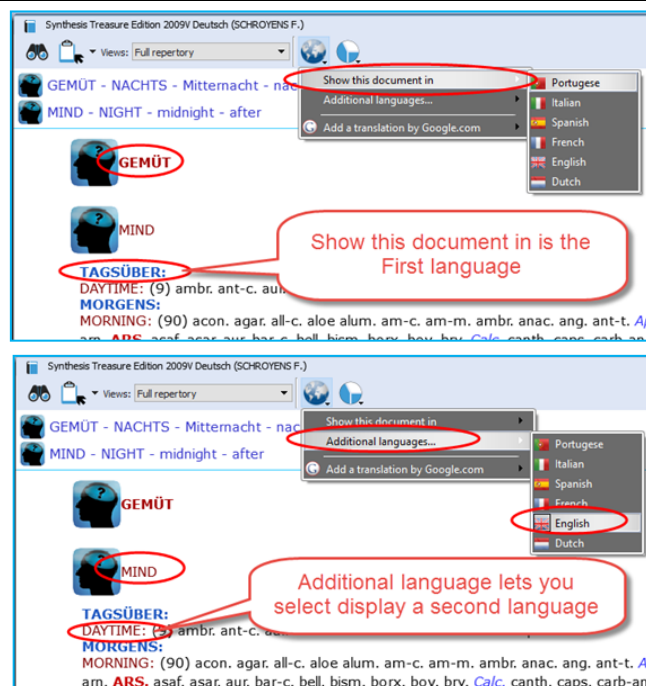 Synthesis Treasure Edition 2009V Deutsch (SCHROYENS F.)
Views: Full repertory
Show this document in
Additional languages...
Add a translation by Google.com
Portugese
Italian
Spanish
French
English
Dutch
GEMÜT - NACHTS - Mitternacht -
MIND - NIGHT - midnight - after
GEMÜT
MIND
Show this document in is the
First language
TAGSÜBER:
DAYTIME: (9) ambr. ant-c.
MORGENS:
MORNING: (90) acon. agar. all-c. aloe alum. am-c. am-m. ambr. anac. ang. ant-t.
arn. ARS. asaf. asar. aur. bar-c. bell. bism. borx. bov. bry. Calc. canth. caps. carb-an
Synthesis Treasure Edition 2009V Deutsch (SCHROYENS F.)
Views: Full repertory
Show this document in
Additional languages...
Add a translation by Google.com
Portugese
Italian
Spanish
French
English
Dutch
GEMÜT - NACHTS - Mitternacht -
MIND - NIGHT - midnight - after
GEMÜT
MIND
Additional language lets you
select display a second language
TAGSÜBER:
DAYTIME: (9) ambr. ant-c.
MORGENS:
MORNING: (90) acon. agar. all-c. aloe alum. am-c. am-m. ambr. anac. ang. ant-t.
arn. ARS. asaf. asar. aur. bar-c. bell. bism. borx. bov. bry. Calc. canth. caps. carb-an